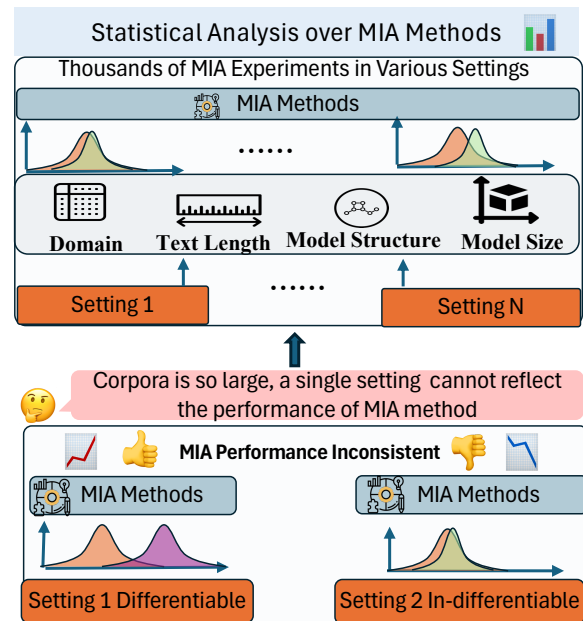 Statistical Analysis over MIA Methods
Thousands of MIA Experiments in Various Settings
MIA Methods
......
Domain
Text Length
Model Structure
Model Size
Setting 1
......
Setting N
Corpora is so large, a single setting cannot reflect
the performance of MIA method
MIA Performance Inconsistent
MIA Methods
MIA Methods
Setting 1 Differentiable
Setting 2 In-differentiable